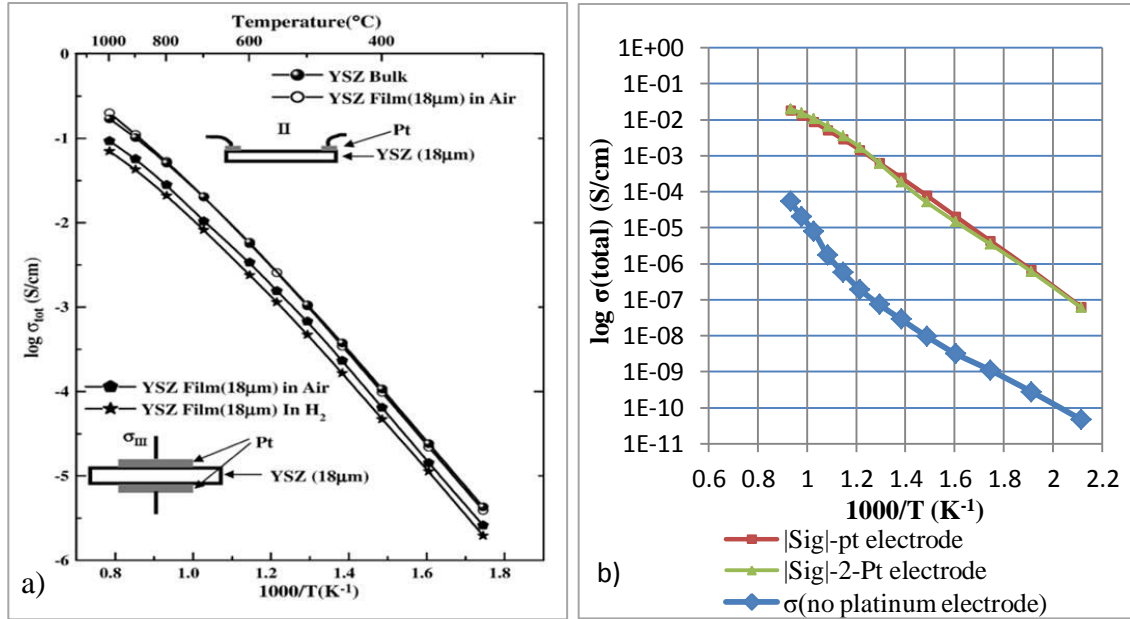 Temperature(°C)
1000 800 600 400
0
-1
-2
-3
-4
-5
-6
log σtot (S/cm)
YSZ Bulk
YSZ Film(18μm) in Air
II
Pt
YSZ (18μm)
YSZ Film(18μm) in Air
YSZ Film(18μm) In H2
σIII
Pt
YSZ (18μm)
0.8 1.0 1.2 1.4 1.6 1.8
1000/T(K-1)
a)
1E+00
1E-01
1E-02
1E-03
1E-04
1E-05
1E-06
1E-07
1E-08
1E-09
1E-10
1E-11
log σ(total) (S/cm)
0.6 0.8 1 1.2 1.4 1.6 1.8 2 2.2
1000/T (K-1)
b)
|Sig|-pt electrode
|Sig|-2-Pt electrode
σ(no platinum electrode)